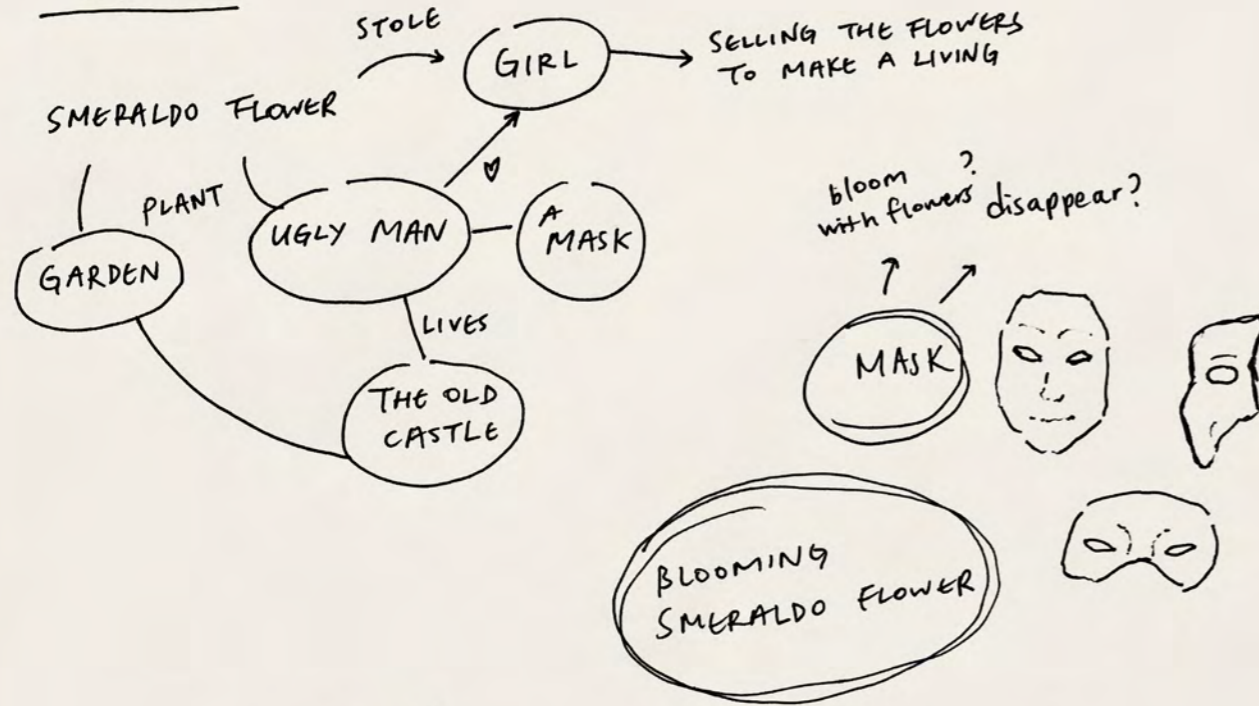 STOLE
GIRL
SELLING THE FLOWERS
TO MAKE A LIVING
SMERALDO FLOWER
PLANT
GARDEN
UGLY MAN
A
MASK
LIVES
THE OLD
CASTLE
bloom
with flowers?
disappear?
MASK
BLOOMING
SMERALDO FLOWER